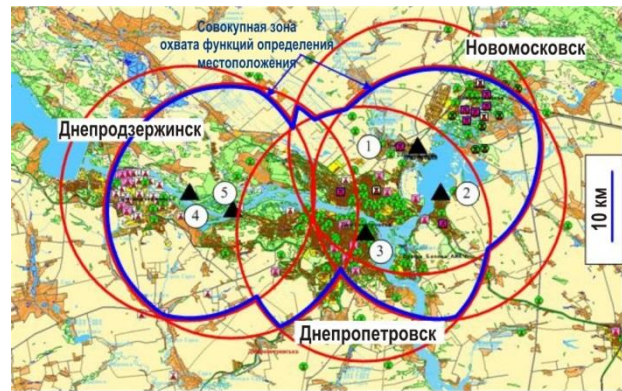 Совокупная зона
охвата функций определения
местоположения
Новомосковск
Днепродзержинск
1
2
5
4
3
10 км
Днепропетровск